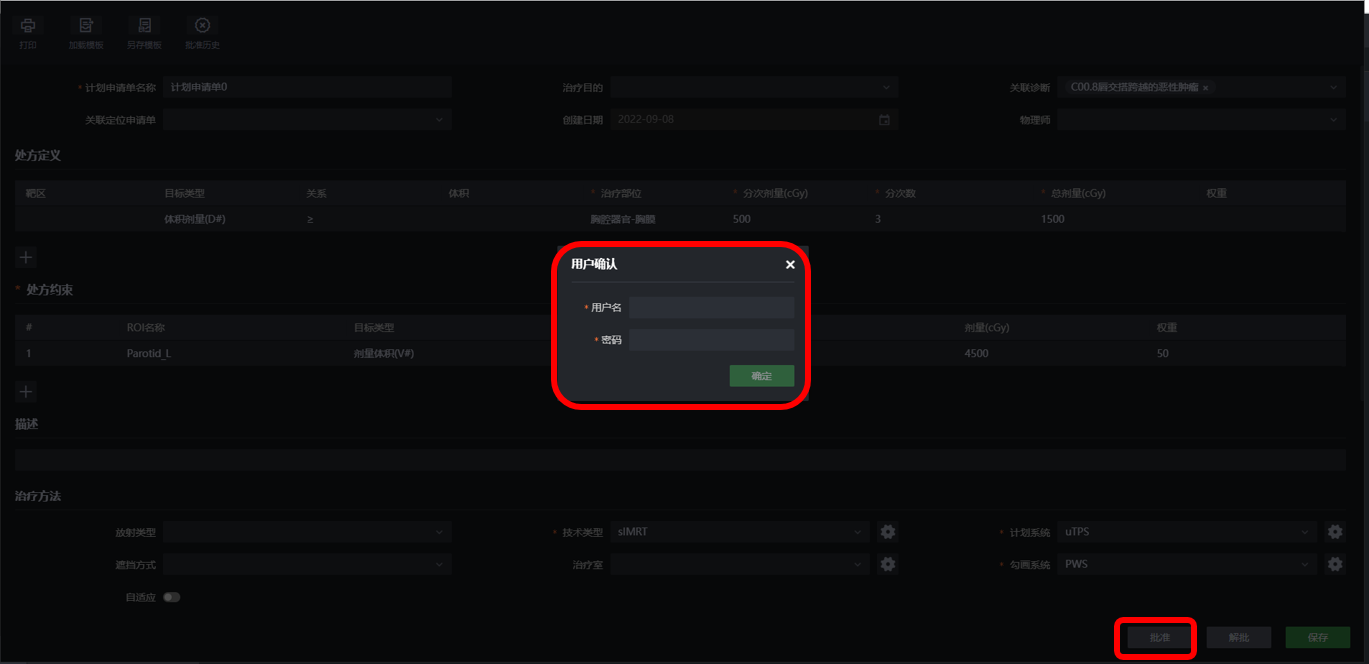 打印 加载模板 另存模板 批准历史
* 计划申请单名称 计划申请单0 治疗目的 关联诊断 C00.8唇交搭跨越的恶性肿瘤 ×
关联定位申请单 创建日期 2022-09-08 物理师
处方定义
靶区 目标类型 关系 体积 * 治疗部位 * 分次剂量(cGy) * 分次数 * 总剂量(cGy) 权重
体积剂量(D#) ≥ 胸腔器官-胸膜 500 3 1500
* 处方约束
# ROI名称 目标类型 剂量(cGy) 权重
1 Parotid_L 剂量体积(V#) 4500 50
用户确认
* 用户名
* 密码
确定
描述
治疗方法
放射类型 * 技术类型 sIMRT * 计划系统 uTPS
遮挡方式 治疗室 * 勾画系统 PWS
自适应
批准 解批 保存